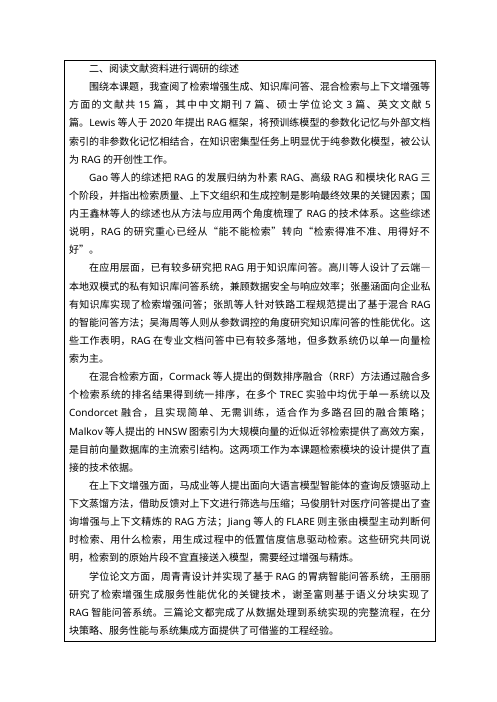 二、阅读文献资料进行调研的综述
围绕本课题，我查阅了检索增强生成、知识库问答、混合检索与上下文增强等
方面的文献共 15 篇，其中中文期刊 7 篇、硕士学位论文 3 篇、英文文献 5
篇。Lewis 等人于 2020 年提出 RAG 框架，将预训练模型的参数化记忆与外部文档
索引的非参数化记忆相结合，在知识密集型任务上明显优于纯参数化模型，被公认
为 RAG 的开创性工作。
Gao 等人的综述把 RAG 的发展归纳为朴素 RAG、高级 RAG 和模块化 RAG 三
个阶段，并指出检索质量、上下文组织和生成控制是影响最终效果的关键因素；国
内王鑫林等人的综述也从方法与应用两个角度梳理了 RAG 的技术体系。这些综述
说明，RAG 的研究重心已经从“能不能检索”转向“检索得准不准、用得好不
好”。
在应用层面，已有较多研究把 RAG 用于知识库问答。高川等人设计了云端—
本地双模式的私有知识库问答系统，兼顾数据安全与响应效率；张墨涵面向企业私
有知识库实现了检索增强问答；张凯等人针对铁路工程规范提出了基于混合 RAG
的智能问答方法；吴海周等人则从参数调控的角度研究知识库问答的性能优化。这
些工作表明，RAG 在专业文档问答中已有较多落地，但多数系统仍以单一向量检
索为主。
在混合检索方面，Cormack 等人提出的倒数排序融合（RRF）方法通过融合多
个检索系统的排名结果得到统一排序，在多个 TREC 实验中均优于单一系统以及
Condorcet 融合，且实现简单、无需训练，适合作为多路召回的融合策略；
Malkov 等人提出的 HNSW 图索引为大规模向量的近似近邻检索提供了高效方案，
是目前向量数据库的主流索引结构。这两项工作为本课题检索模块的设计提供了直
接的技术依据。
在上下文增强方面，马成业等人提出面向大语言模型智能体的查询反馈驱动上
下文蒸馏方法，借助反馈对上下文进行筛选与压缩；马俊朋针对医疗问答提出了查
询增强与上下文精炼的 RAG 方法；Jiang 等人的 FLARE 则主张由模型主动判断何
时检索、用什么检索，用生成过程中的低置信度信息驱动检索。这些研究共同说
明，检索到的原始片段不宜直接送入模型，需要经过增强与精炼。
学位论文方面，周青青设计并实现了基于 RAG 的胃病智能问答系统，王丽丽
研究了检索增强生成服务性能优化的关键技术，谢圣富则基于语义分块实现了
RAG 智能问答系统。三篇论文都完成了从数据处理到系统实现的完整流程，在分
块策略、服务性能与系统集成方面提供了可借鉴的工程经验。